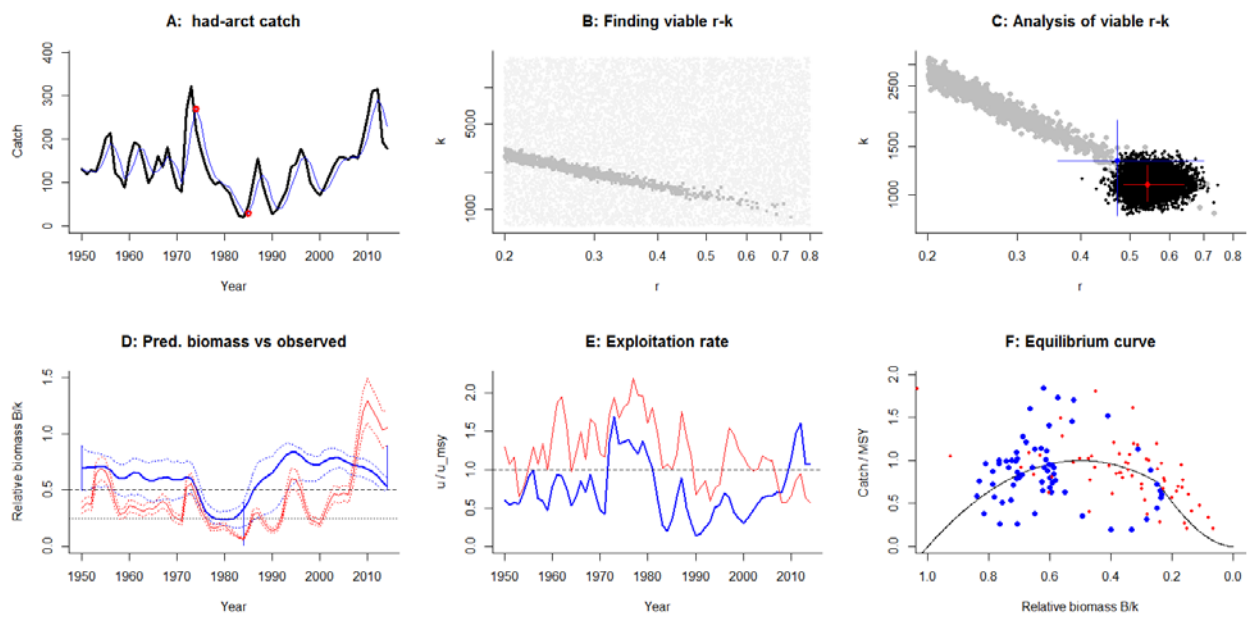 A: had-arct catch
400
300
200
100
0
Catch
1950 1960 1970 1980 1990 2000 2010
Year
B: Finding viable r-k
5000
1000
k
0.2 0.3 0.4 0.5 0.6 0.7 0.8
r
C: Analysis of viable r-k
2500
1500
1000
k
0.2 0.3 0.4 0.5 0.6 0.7
r
D: Pred. biomass vs observed
1.5
1.0
0.5
0.0
Relative biomass B/k
1950 1960 1970 1980 1990 2000 2010
Year
E: Exploitation rate
2.0
1.5
1.0
0.5
0.0
u / u_msy
1950 1960 1970 1980 1990 2000 2010
Year
F: Equilibrium curve
2.0
1.5
1.0
0.5
0.0
Catch / MSY
1.0 0.8 0.6 0.4 0.2 0.0
Relative biomass B/k